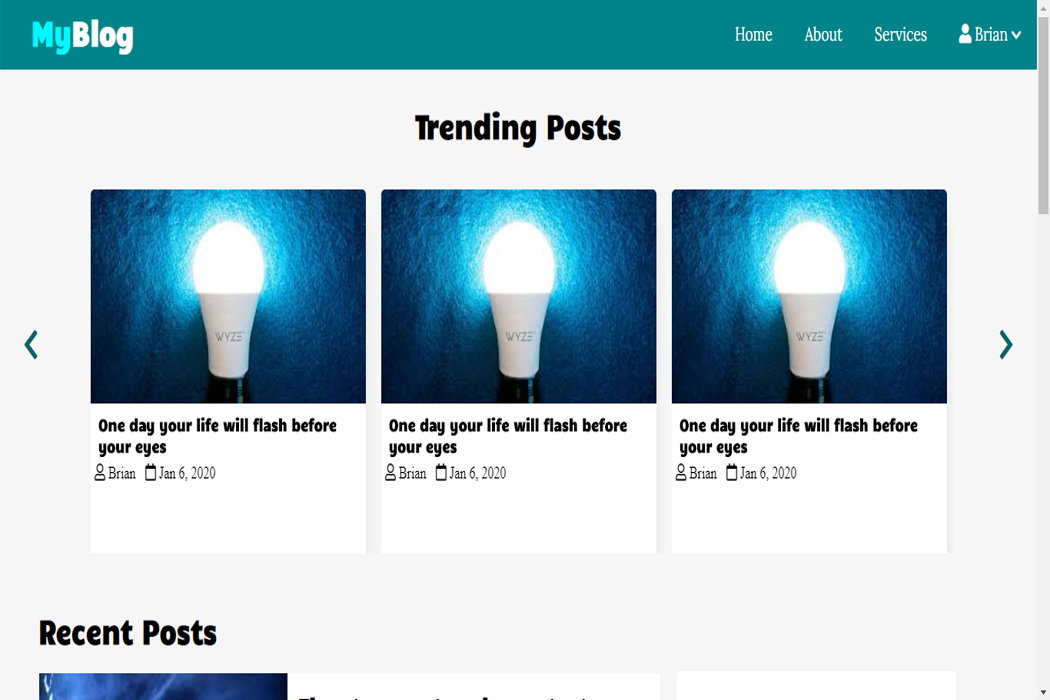 MyBlog
Home About Services Brian
Trending Posts
WYZE WYZE WYZE
One day your life will flash before
your eyes
Brian Jan 6, 2020
One day your life will flash before
your eyes
Brian Jan 6, 2020
One day your life will flash before
your eyes
Brian Jan 6, 2020
Recent Posts